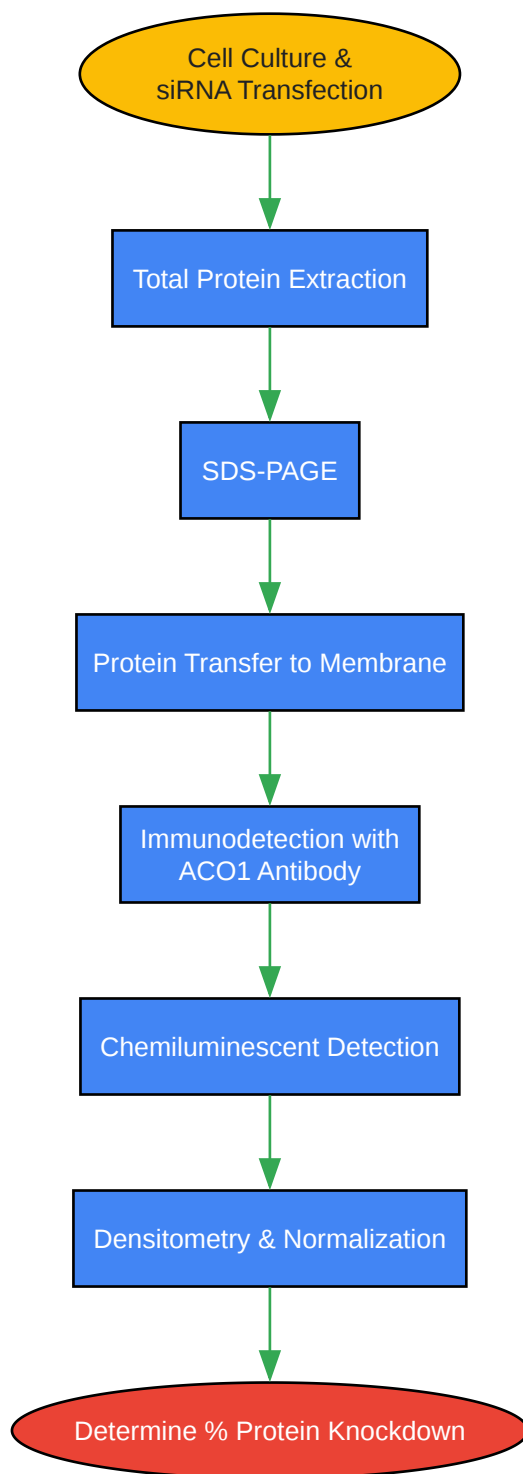 Cell Culture &
siRNA Transfection
Total Protein Extraction
SDS-PAGE
Protein Transfer to Membrane
Immunodetection with
ACO1 Antibody
Chemiluminescent Detection
Densitometry & Normalization
Determine % Protein Knockdown